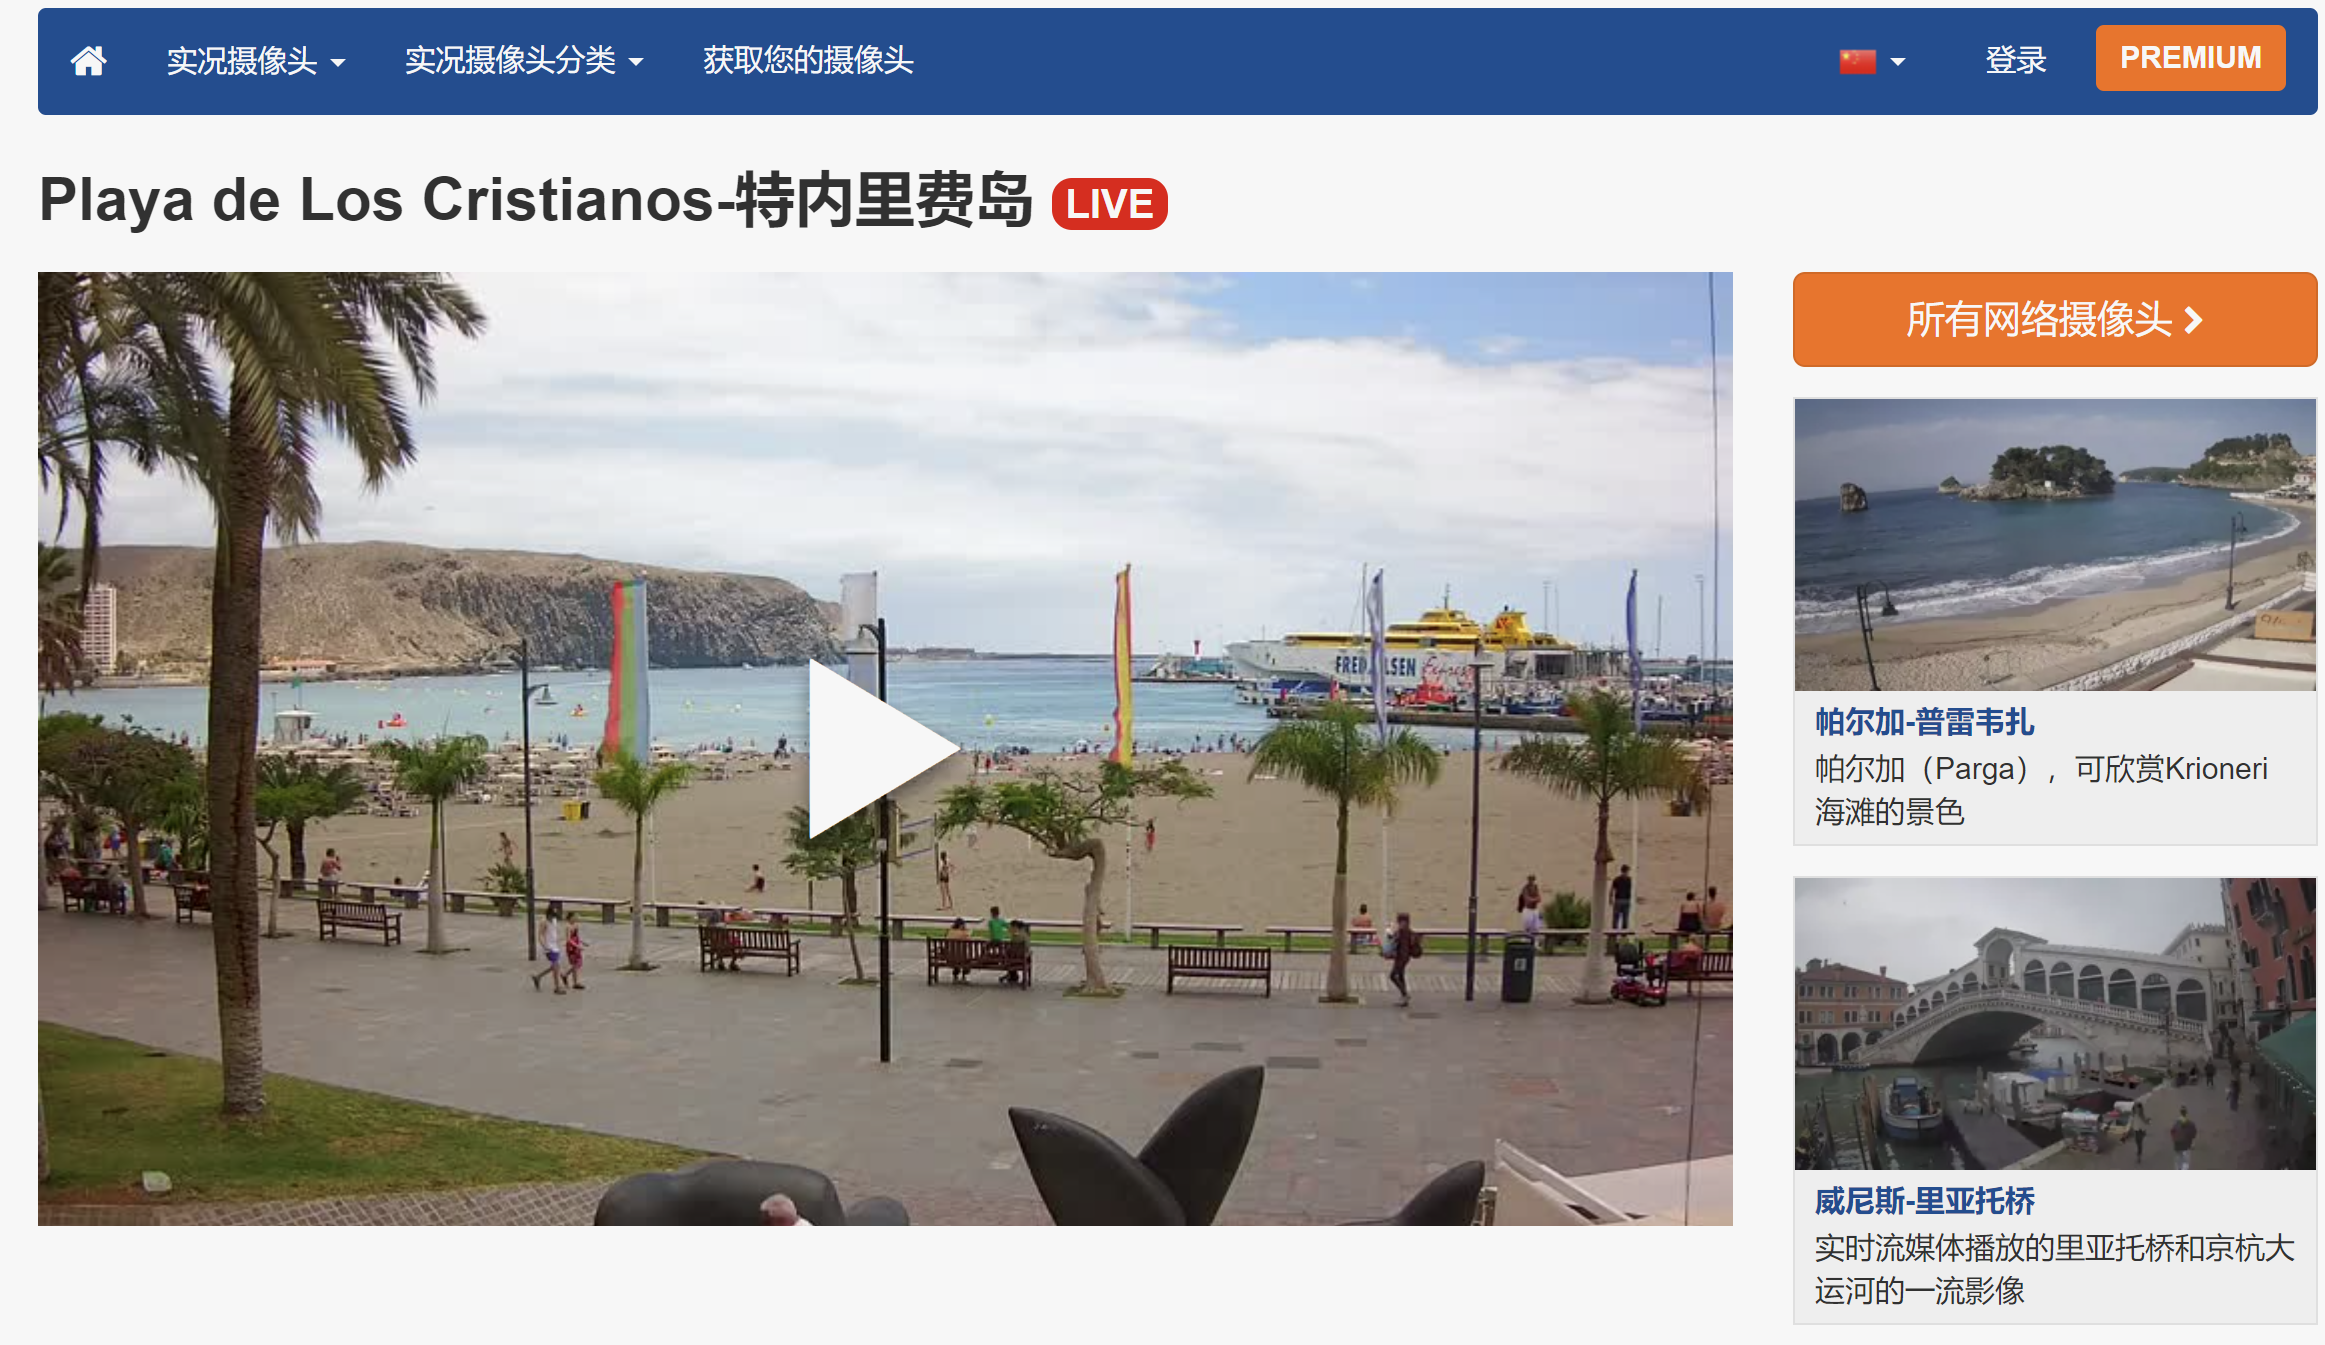 实况摄像头
实况摄像头分类
获取您的摄像头
登录
PREMIUM
Playa de Los Cristianos-特内里费岛 LIVE
所有网络摄像头
帕尔加-普雷韦扎
帕尔加（Parga），可欣赏Krioneri
海滩的景色
威尼斯-里亚托桥
实时流媒体播放的里亚托桥和京杭大
运河的一流影像